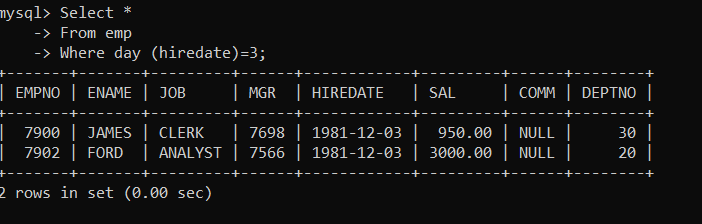 mysql> Select *
    -> From emp
    -> Where day (hiredate)=3;
+-------+-------+---------+------+------------+---------+------+--------+
| EMPNO | ENAME | JOB     | MGR  | HIREDATE   | SAL     | COMM | DEPTNO |
+-------+-------+---------+------+------------+---------+------+--------+
|  7900 | JAMES | CLERK   | 7698 | 1981-12-03 |  950.00 | NULL |     30 |
|  7902 | FORD  | ANALYST | 7566 | 1981-12-03 | 3000.00 | NULL |     20 |
+-------+-------+---------+------+------------+---------+------+--------+
2 rows in set (0.00 sec)